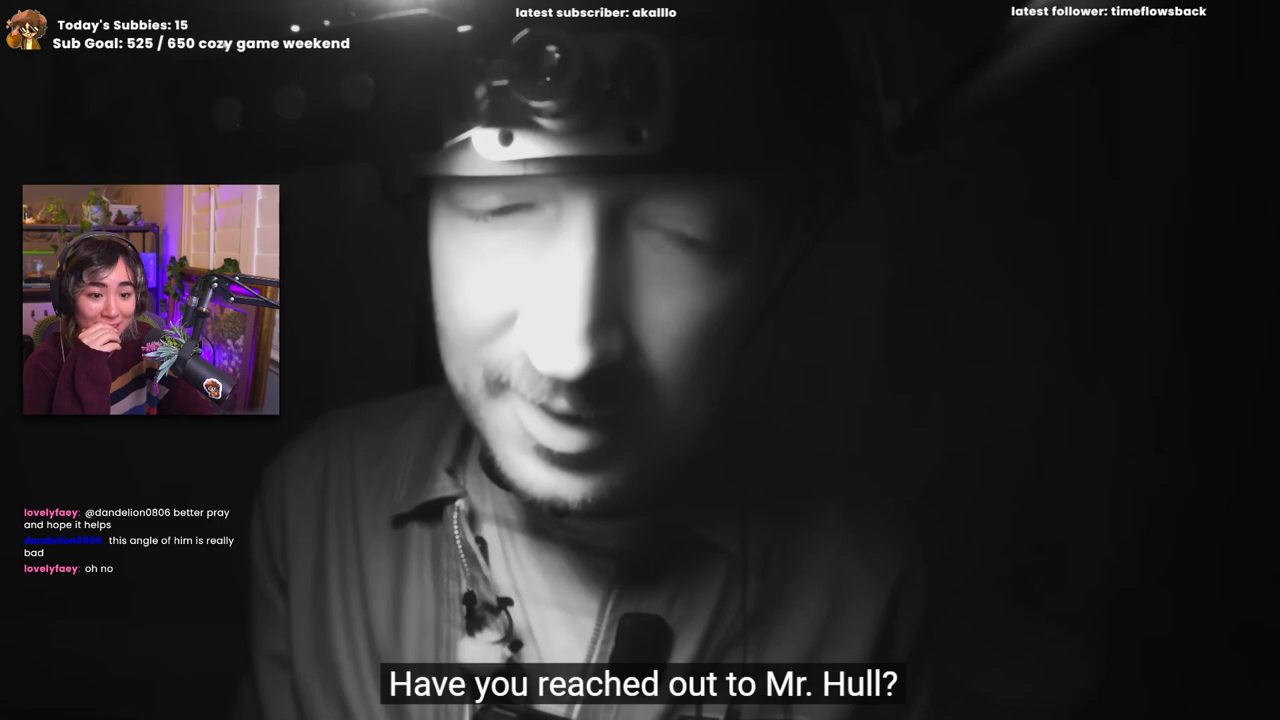 Today's Subbies: 15
Sub Goal: 525 / 650 cozy game weekend
latest subscriber: akalllo
latest follower: timeflowsback
lovelyfaey: @dandelion0806 better pray
and hope it helps
dandelion0806 this angle of him is really
bad
lovelyfaey: oh no
Have you reached out to Mr. Hull?